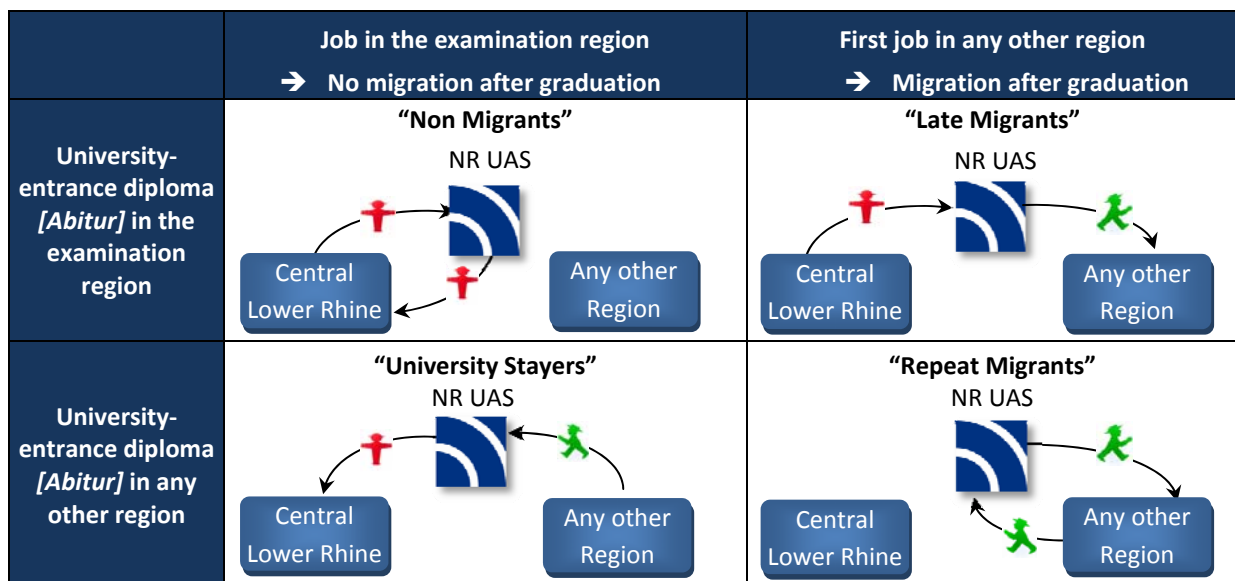 Job in the examination region
➔ No migration after graduation
First job in any other region
➔ Migration after graduation
University-
entrance diploma
[Abitur] in the
examination
region
“Non Migrants”
NR UAS
Central
Lower Rhine
Any other
Region
“Late Migrants”
NR UAS
Central
Lower Rhine
Any other
Region
University-
entrance diploma
[Abitur] in any
other region
“University Stayers”
NR UAS
Central
Lower Rhine
Any other
Region
“Repeat Migrants”
NR UAS
Central
Lower Rhine
Any other
Region